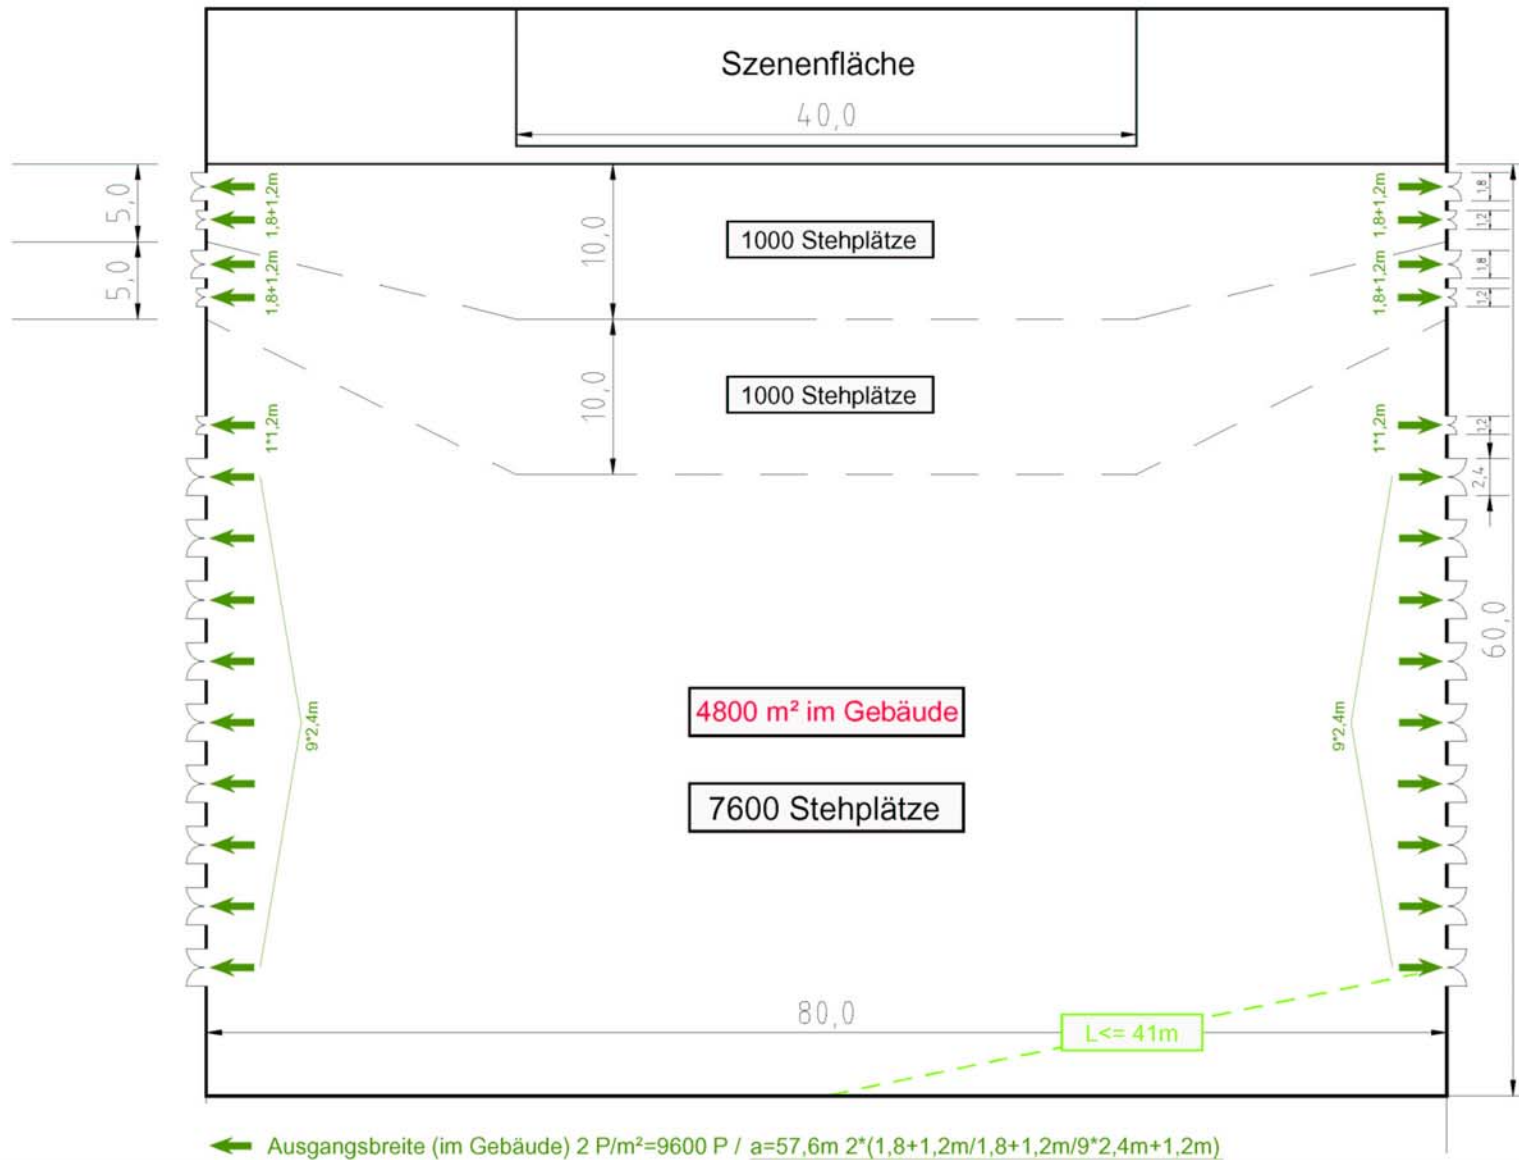 Szenenfläche
40,0
5,0
5,0
1,8+1,2m
1,8+1,2m
10,0
1000 Stehplätze
1,8+1,2m
1,8+1,2m
1,8
1,2
1,8
1,2
10,0
1000 Stehplätze
1*1,2m
1*1,2m
1,2
2,4
60,0
9*2,4m
4800 m² im Gebäude
9*2,4m
7600 Stehplätze
80,0
L<= 41m
Ausgangsbreite (im Gebäude) 2 P/m²=9600 P / a=57,6m 2*(1,8+1,2m/1,8+1,2m/9*2,4m+1,2m)